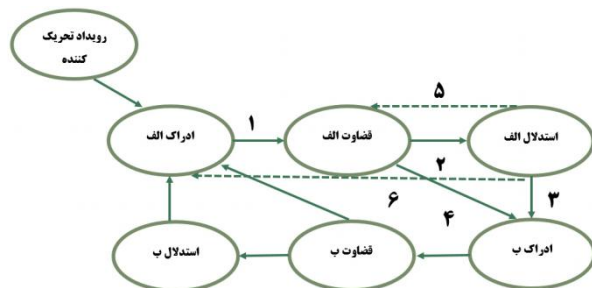 رویداد تحریک
کننده
۵
ادراک الف
۱
قضاوت الف
استدلال الف
۲
۳
۶
۴
استدلال ب
قضاوت ب
ادراک ب